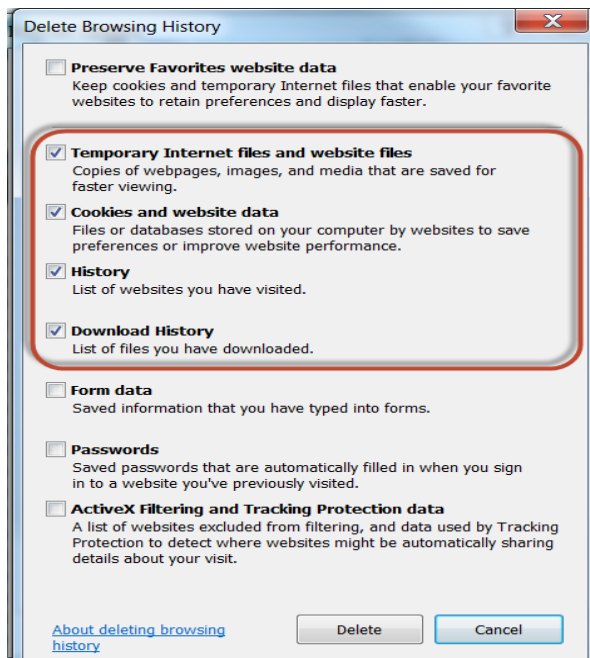 Delete Browsing History
Preserve Favorites website data
Keep cookies and temporary Internet files that enable your favorite
websites to retain preferences and display faster.
Temporary Internet files and website files
Copies of webpages, images, and media that are saved for
faster viewing.
Cookies and website data
Files or databases stored on your computer by websites to save
preferences or improve website performance.
History
List of websites you have visited.
Download History
List of files you have downloaded.
Form data
Saved information that you have typed into forms.
Passwords
Saved passwords that are automatically filled in when you sign
in to a website you've previously visited.
ActiveX Filtering and Tracking Protection data
A list of websites excluded from filtering, and data used by Tracking
Protection to detect where websites might be automatically sharing
details about your visit.
About deleting browsing
history
Delete
Cancel